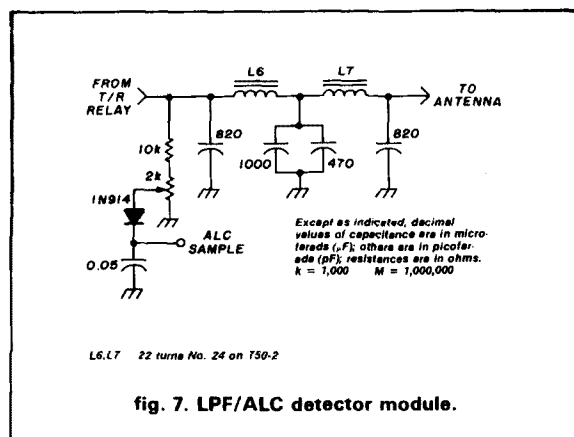 L6
L7
FROM
T/R
RELAY
TO
ANTENNA
820
10k
1000
470
820
2k
1N914
ALC
SAMPLE
0.05
Except as indicated, decimal
values of capacitance are in micro-
farads (µF); others are in picofar-
ads (pF); resistances are in ohms.
k = 1,000 M = 1,000,000
L6,L7 22 turns No. 24 on T50-2
fig. 7. LPF/ALC detector module.